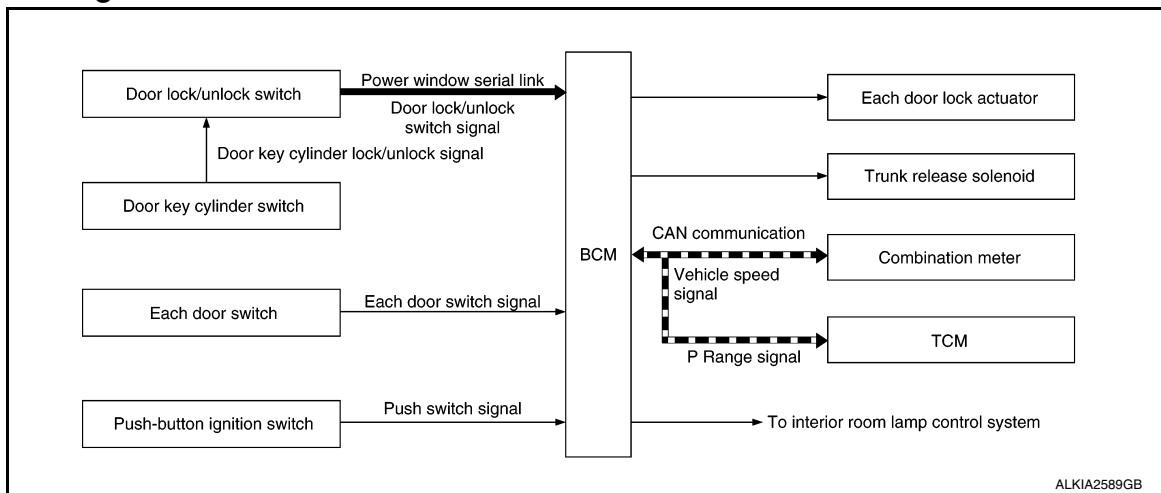 Power window serial link
Door lock/unlock switch
Door lock/unlock
switch signal
Each door lock actuator
Door key cylinder lock/unlock signal
Trunk release solenoid
Door key cylinder switch
CAN communication
BCM
Combination meter
Vehicle speed
signal
Each door switch signal
Each door switch
TCM
P Range signal
Push switch signal
Push-button ignition switch
To interior room lamp control system
ALKIA2589GB